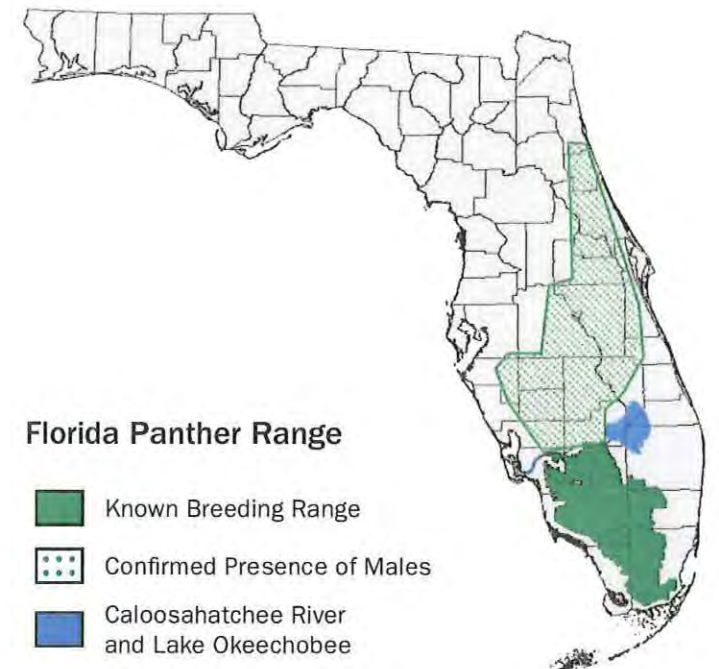 Florida Panther Range
Known Breeding Range
Confirmed Presence of Males
Caloosahatchee River
and Lake Okeechobee